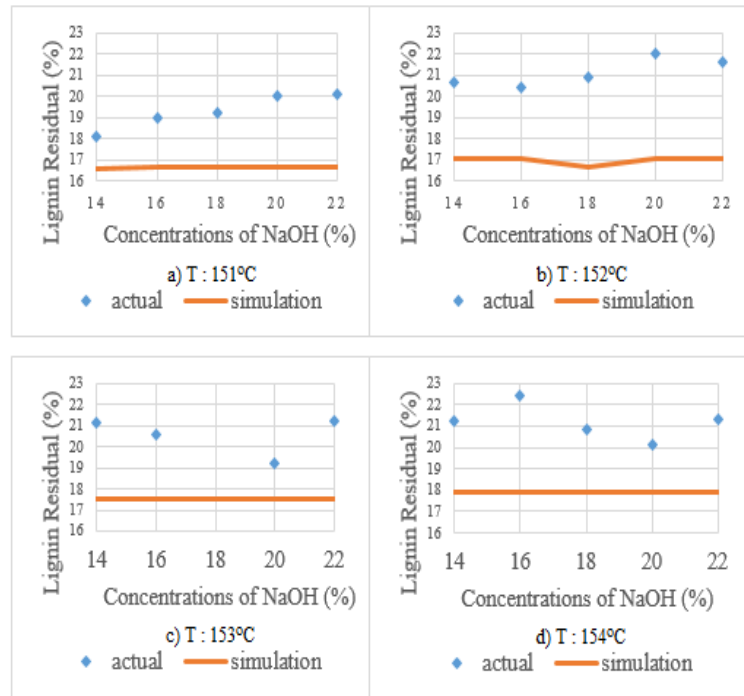 Lignin Residual (%)
23
22
21
20
19
18
17
16
14 16 18 20 22
Concentrations of NaOH (%)
a) T : 151⁰C
actual simulation
Lignin Residual (%)
23
22
21
20
19
18
17
16
14 16 18 20 22
Concentrations of NaOH (%)
b) T : 152⁰C
actual simulation
Lignin Residual (%)
23
22
21
20
19
18
17
16
14 16 18 20 22
Concentrations of NaOH (%)
c) T : 153⁰C
actual simulation
Lignin Residual (%)
23
22
21
20
19
18
17
16
14 16 18 20 22
Concentrations of NaOH (%)
d) T : 154⁰C
actual simulation